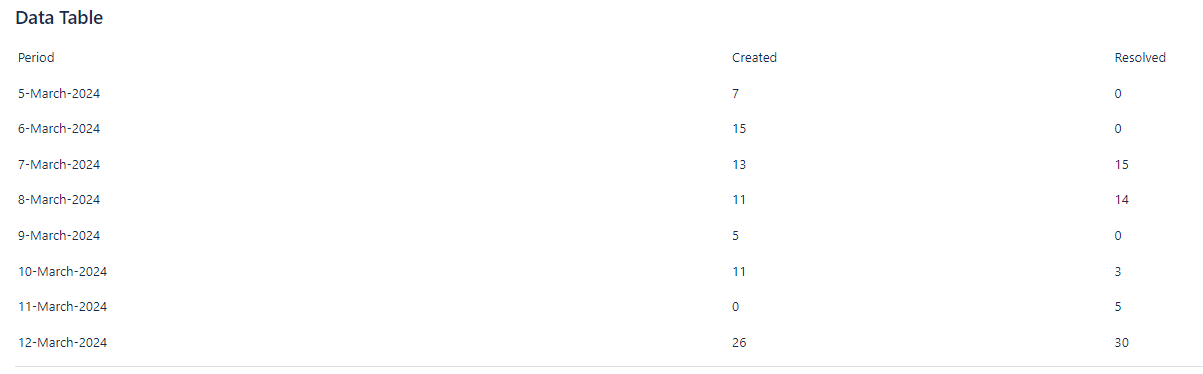 Data Table
Period Created Resolved
5-March-2024 7 0
6-March-2024 15 0
7-March-2024 13 15
8-March-2024 11 14
9-March-2024 5 0
10-March-2024 11 3
11-March-2024 0 5
12-March-2024 26 30